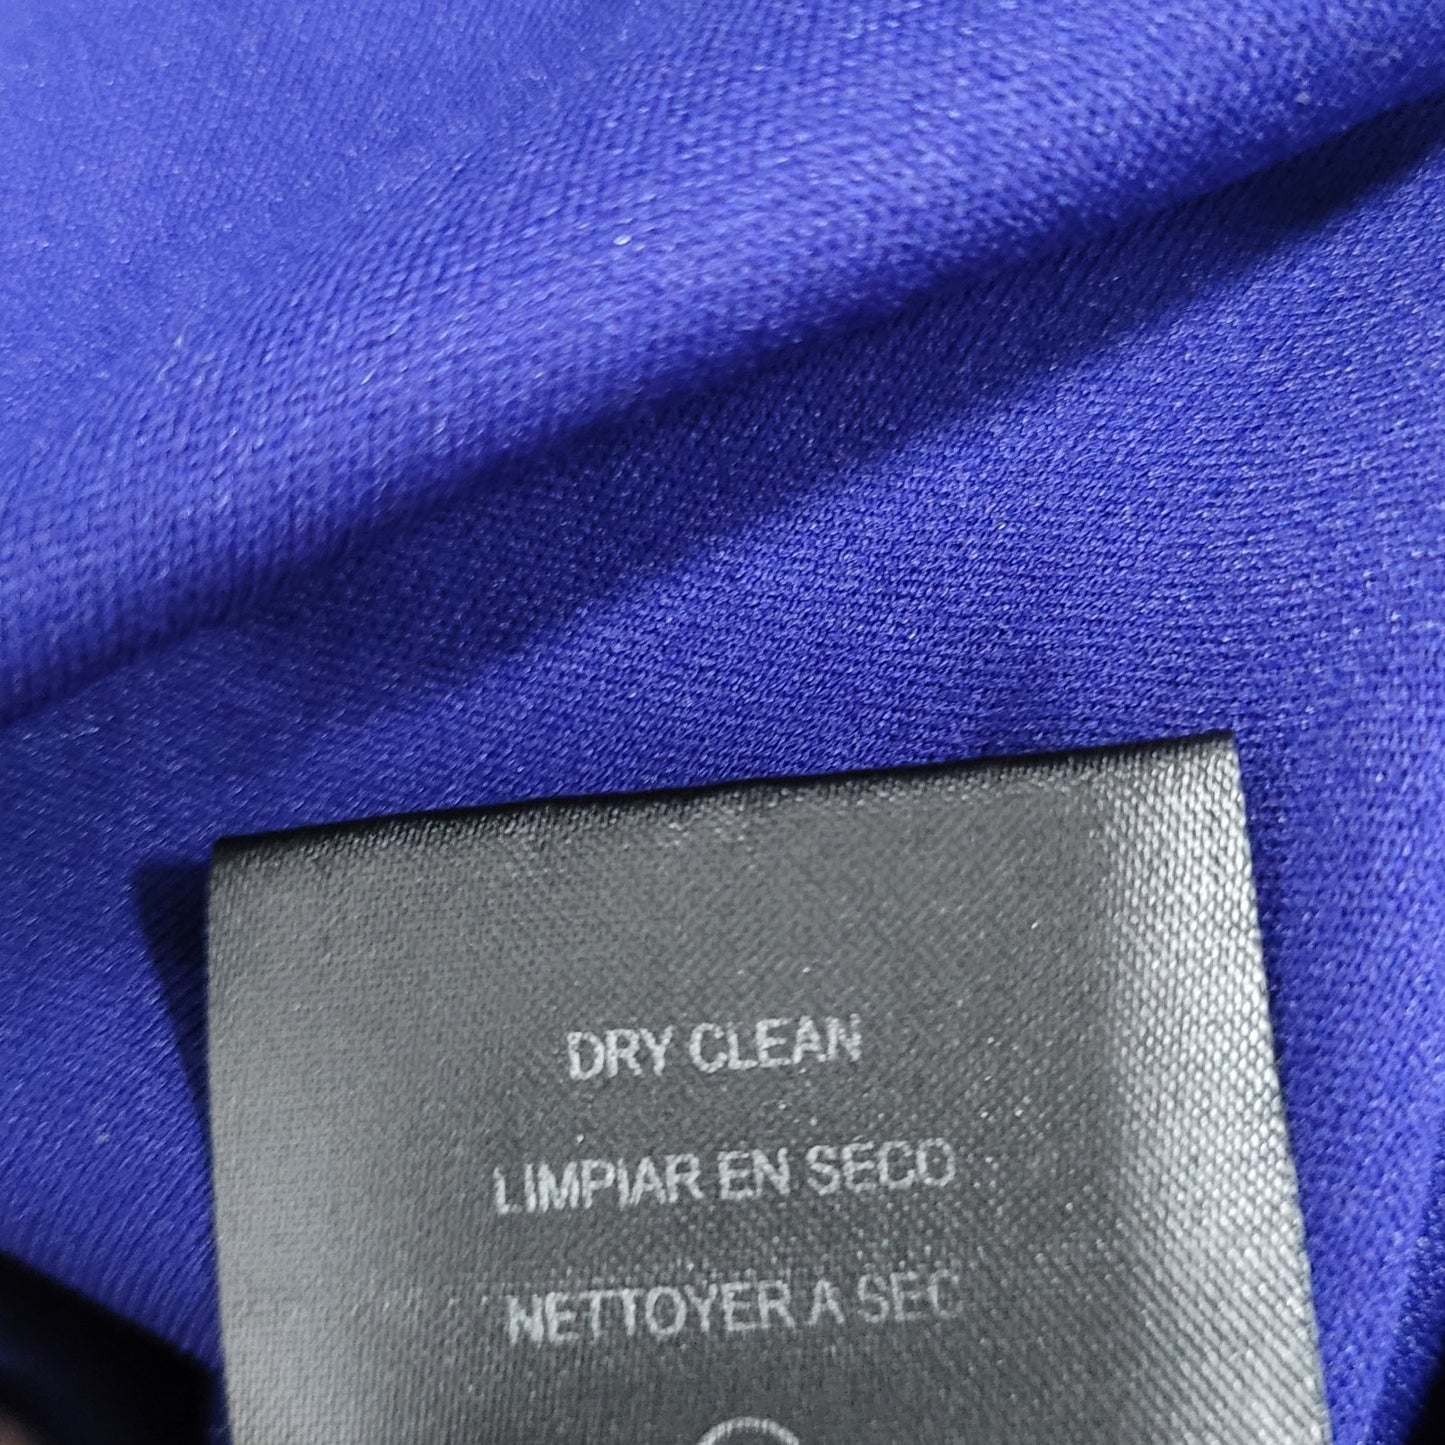 DRY CLEAN
LIMPIAR EN SECO
NETTOYER A SEC